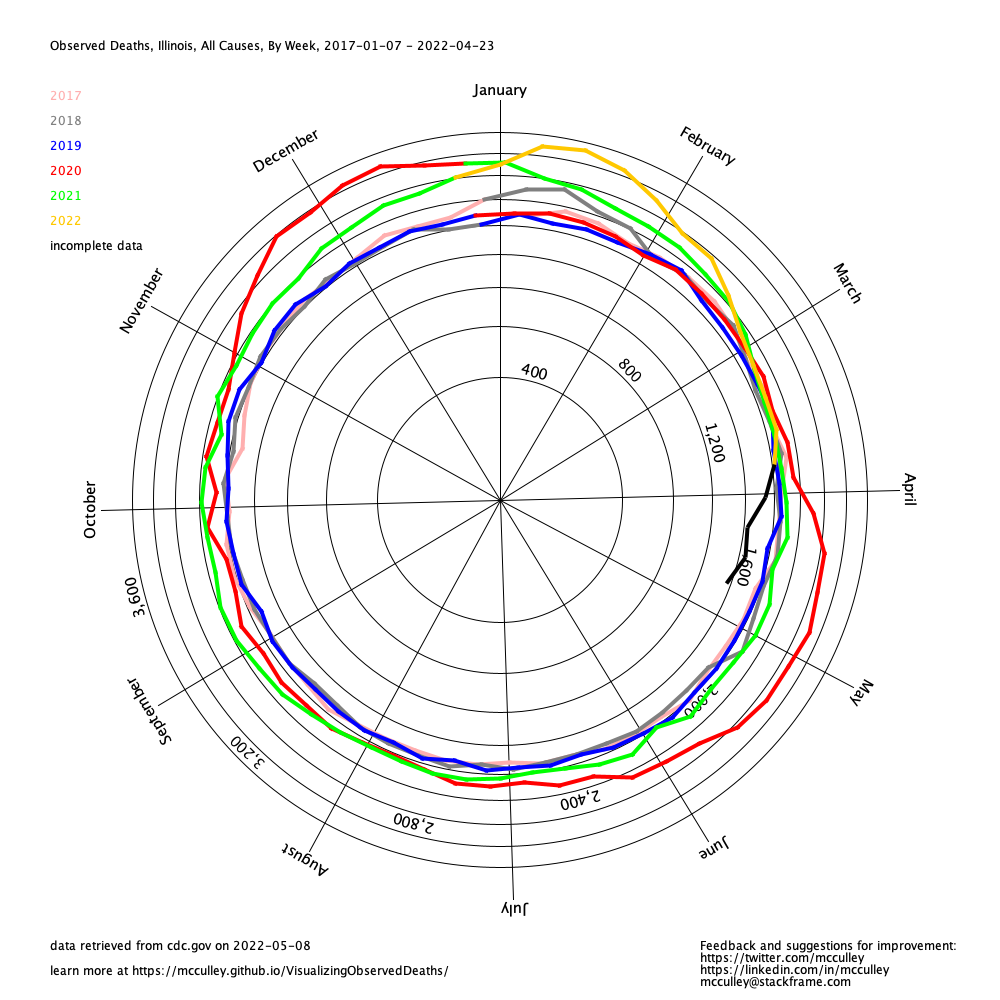 Observed Deaths, Illinois, All Causes, By Week, 2017-01-07 - 2022-04-23
2017
2018
2019
2020
2021
2022
incomplete data
January
February
March
April
May
June
July
August
September
October
November
December
400
800
1,200
1,600
2,000
2,400
2,800
3,200
3,600
data retrieved from cdc.gov on 2022-05-08
learn more at https://mcculley.github.io/VisualizingObservedDeaths/
Feedback and suggestions for improvement:
https://twitter.com/mcculley
https://linkedin.com/in/mcculley
mcculley@stackframe.com